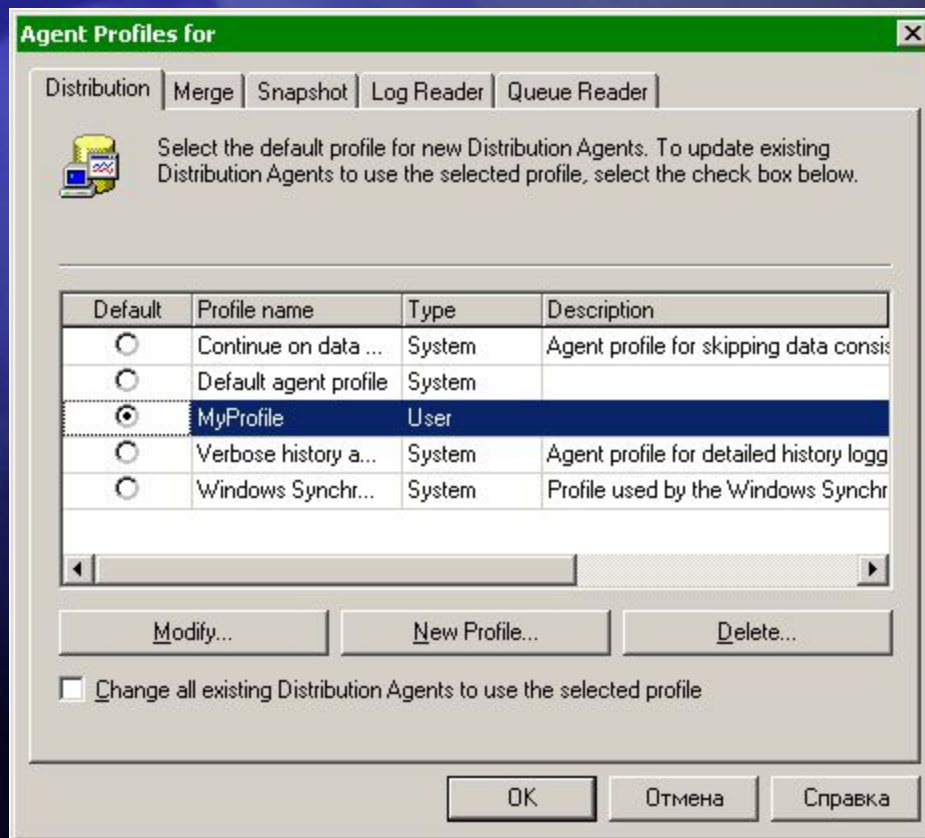 Agent Profiles for
Distribution Merge Snapshot Log Reader Queue Reader
Select the default profile for new Distribution Agents. To update existing
Distribution Agents to use the selected profile, select the check box below.
Default Profile name Type Description
Continue on data ... System Agent profile for skipping data consis
Default agent profile System
MyProfile User
Verbose history a... System Agent profile for detailed history logg
Windows Synchr... System Profile used by the Windows Synchr
Modify... New Profile... Delete...
Change all existing Distribution Agents to use the selected profile
OK Отмена Справка